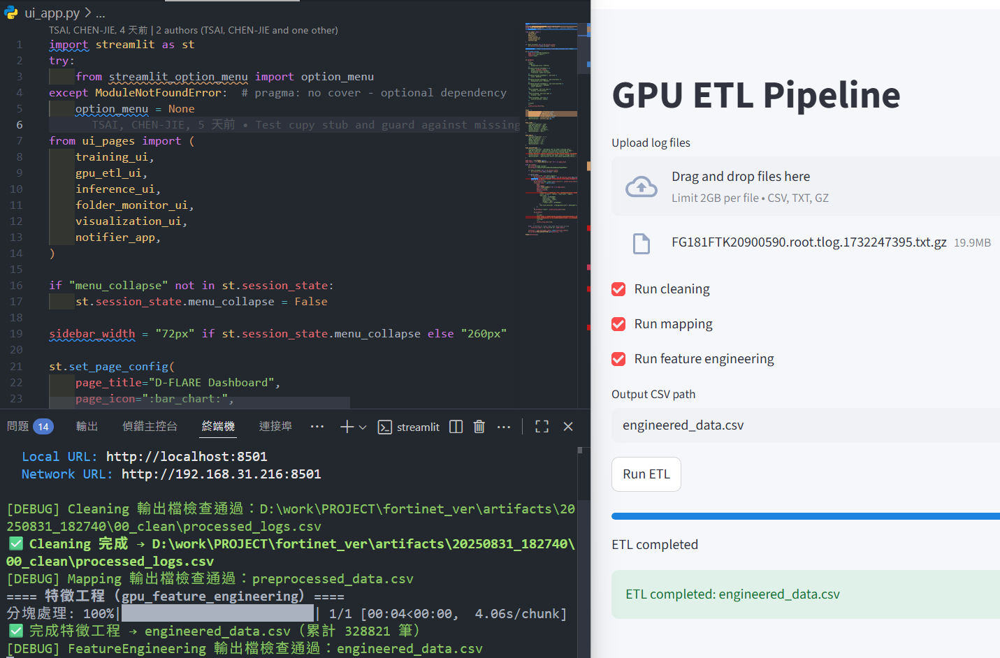 ui_app.py > ...
TSAI, CHEN-JIE, 4 天前 | 2 authors (TSAI, CHEN-JIE and one other)
1 import streamlit as st
2 try:
3 from streamlit_option_menu import option_menu
4 except ModuleNotFoundError:  # pragma: no cover - optional dependency
5 option_menu = None
6 TSAI, CHEN-JIE, 5 天前 • Test cupy stub and guard against missing
7 from ui_pages import (
8 training_ui,
9 gpu_etl_ui,
10 inference_ui,
11 folder_monitor_ui,
12 visualization_ui,
13 notifier_app,
14 )
15
16 if "menu_collapse" not in st.session_state:
17 st.session_state.menu_collapse = False
18
19 sidebar_width = "72px" if st.session_state.menu_collapse else "260px"
20
21 st.set_page_config(
22 page_title="D-FLARE Dashboard",
23 page_icon=":bar_chart:",
問題 14 輸出 偵錯主控台 終端機 連接埠 ... streamlit ...
Local URL: http://localhost:8501
Network URL: http://192.168.31.216:8501
[DEBUG] Cleaning 輸出檔檢查通過：D:\work\PROJECT\fortinet_ver\artifacts\20
250831_182740\00_clean\processed_logs.csv
✅ Cleaning 完成 → D:\work\PROJECT\fortinet_ver\artifacts\20250831_182740\
00_clean\processed_logs.csv
[DEBUG] Mapping 輸出檔檢查通過：preprocessed_data.csv
==== 特徵工程（gpu_feature_engineering）====
分塊處理: 100%| | 1/1 [00:04<00:00,  4.06s/chunk]
✅ 完成特徵工程 → engineered_data.csv（累計 328821 筆）
[DEBUG] FeatureEngineering 輸出檔檢查通過：engineered_data.csv
GPU ETL Pipeline
Upload log files
Drag and drop files here
Limit 2GB per file • CSV, TXT, GZ
FG181FTK20900590.root.tlog.1732247395.txt.gz 19.9MB
Run cleaning
Run mapping
Run feature engineering
Output CSV path
engineered_data.csv
Run ETL
ETL completed
ETL completed: engineered_data.csv